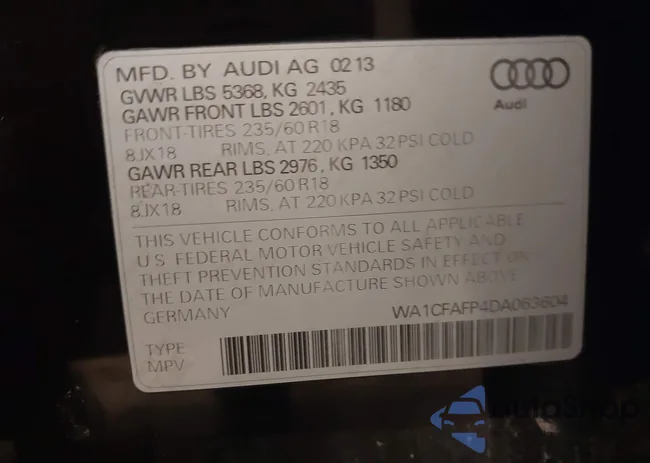 MFD. BY AUDI AG 02 13
GVWR LBS 5368, KG 2435
GAWR FRONT LBS 2601, KG 1180
FRONT-TIRES 235/60 R18
8JX18 RIMS, AT 220 KPA 32 PSI COLD
GAWR REAR LBS 2976, KG 1350
REAR-TIRES 235/60 R18
8JX18 RIMS, AT 220 KPA 32 PSI COLD
Audi
THIS VEHICLE CONFORMS TO ALL APPLICABLE
U.S. FEDERAL MOTOR VEHICLE SAFETY AND
THEFT PREVENTION STANDARDS IN EFFECT ON
THE DATE OF MANUFACTURE SHOWN ABOVE
GERMANY WA1CFAFP4DA063604
TYPE
MPV
autoShop